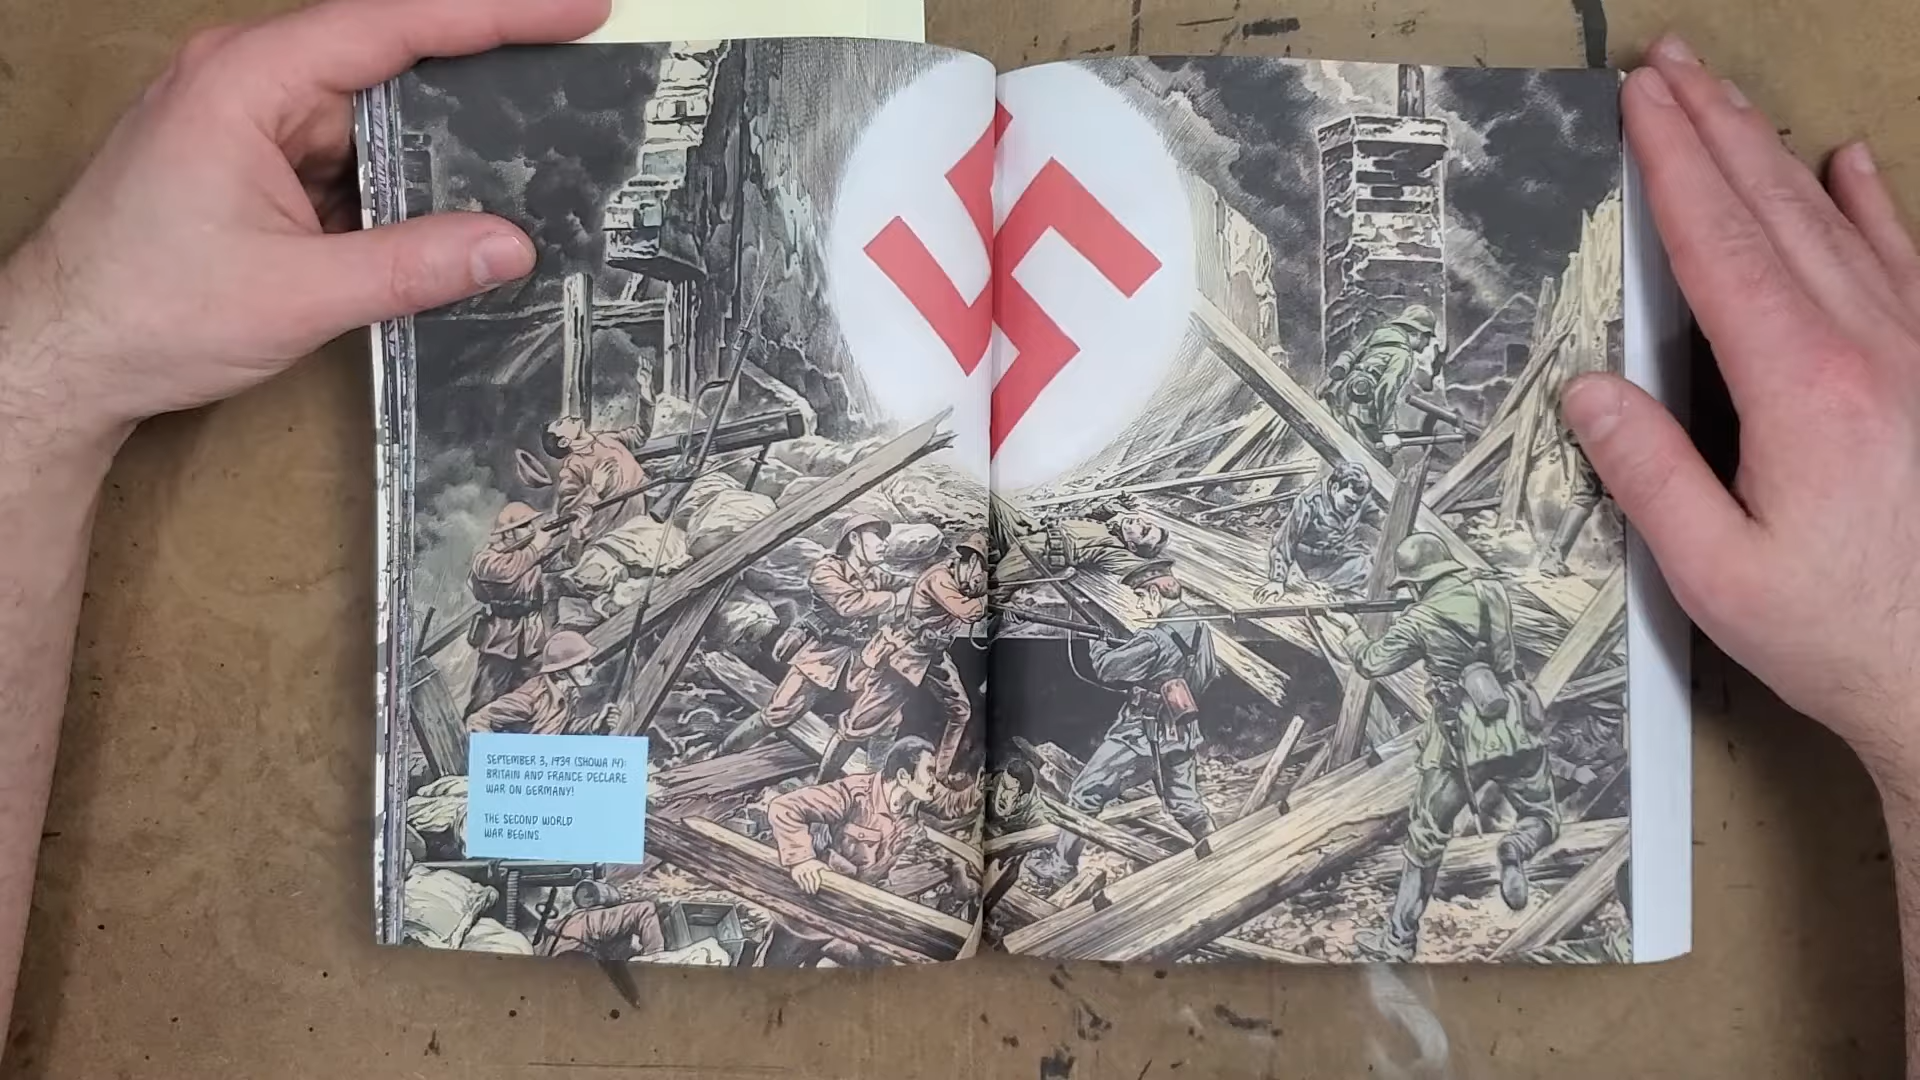 SEPTEMBER 3, 1939 (SHOWA 14):
BRITAIN AND FRANCE DECLARE
WAR ON GERMANY!
THE SECOND WORLD
WAR BEGINS.